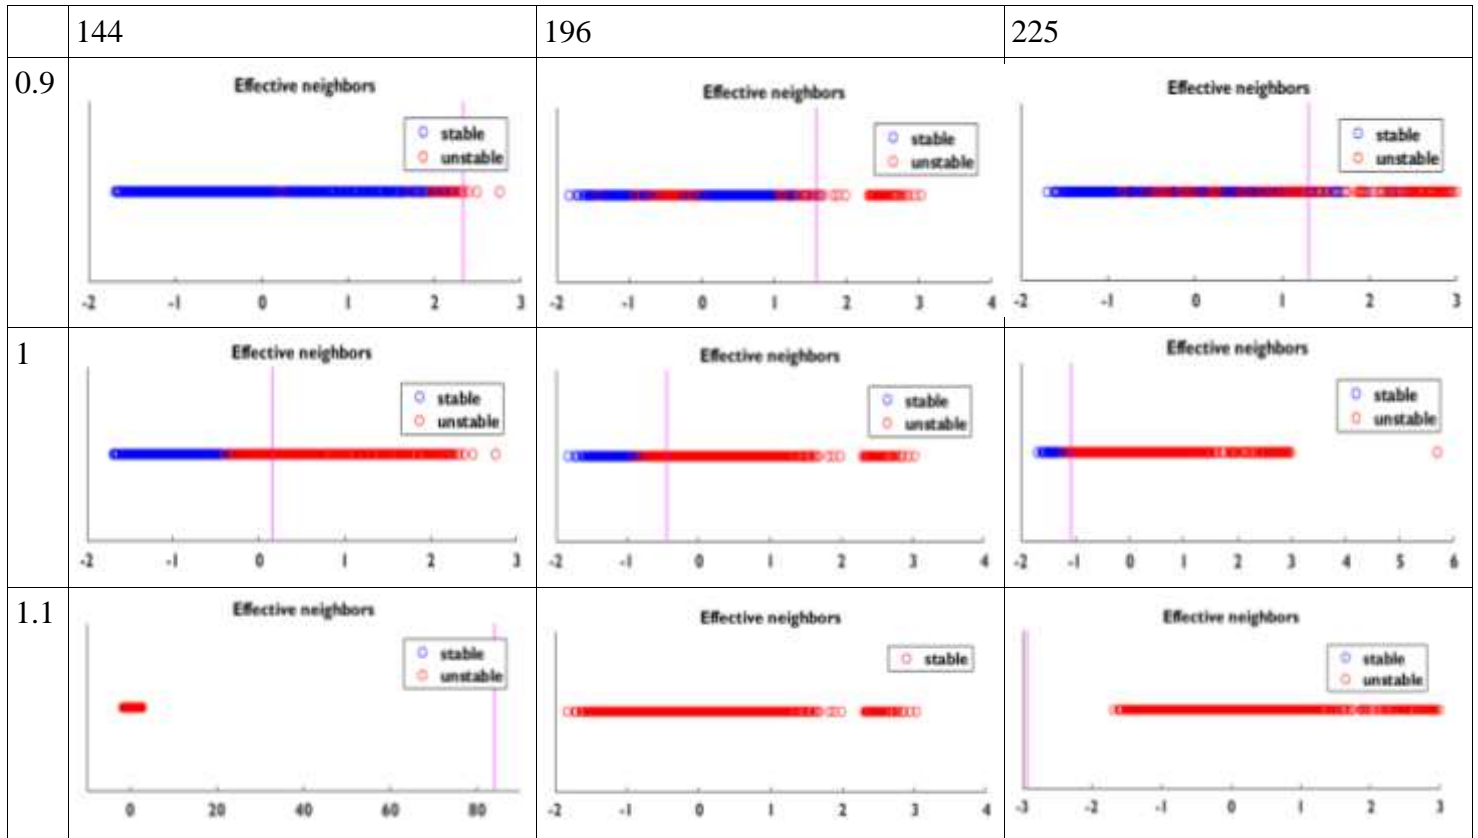 144 196 225
0.9
Effective neighbors
stable
unstable
-2 -1 0 1 2 3
Effective neighbors
stable
unstable
-2 -1 0 1 2 3 4
Effective neighbors
stable
unstable
-2 -1 0 1 2 3
1
Effective neighbors
stable
unstable
-2 -1 0 1 2 3
Effective neighbors
stable
unstable
-2 -1 0 1 2 3 4
Effective neighbors
stable
unstable
-2 -1 0 1 2 3 4 5 6
1.1
Effective neighbors
stable
unstable
0 20 40 60 80
Effective neighbors
stable
-2 -1 0 1 2 3 4
Effective neighbors
stable
unstable
-3 -2 -1 0 1 2 3